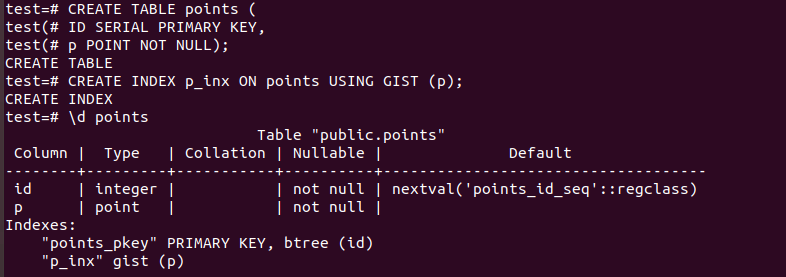 test=# CREATE TABLE points (
test(# ID SERIAL PRIMARY KEY,
test(# p POINT NOT NULL);
CREATE TABLE
test=# CREATE INDEX p_inx ON points USING GIST (p);
CREATE INDEX
test=# \d points
                            Table "public.points"
 Column |  Type   | Collation | Nullable |              Default
--------+---------+-----------+----------+------------------------------------
 id     | integer |           | not null | nextval('points_id_seq'::regclass)
 p      | point   |           | not null |
Indexes:
    "points_pkey" PRIMARY KEY, btree (id)
    "p_inx" gist (p)